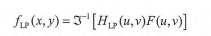 f_LP(x, y) = ℑ⁻¹[H_LP(u, v)F(u, v)]